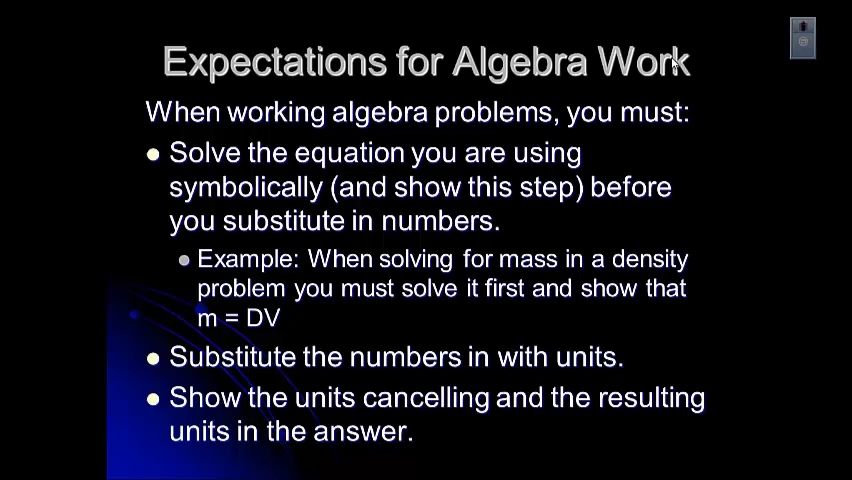 Expectations for Algebra Work
When working algebra problems, you must:
Solve the equation you are using
symbolically (and show this step) before
you substitute in numbers.
Example: When solving for mass in a density
problem you must solve it first and show that
m = DV
Substitute the numbers in with units.
Show the units cancelling and the resulting
units in the answer.